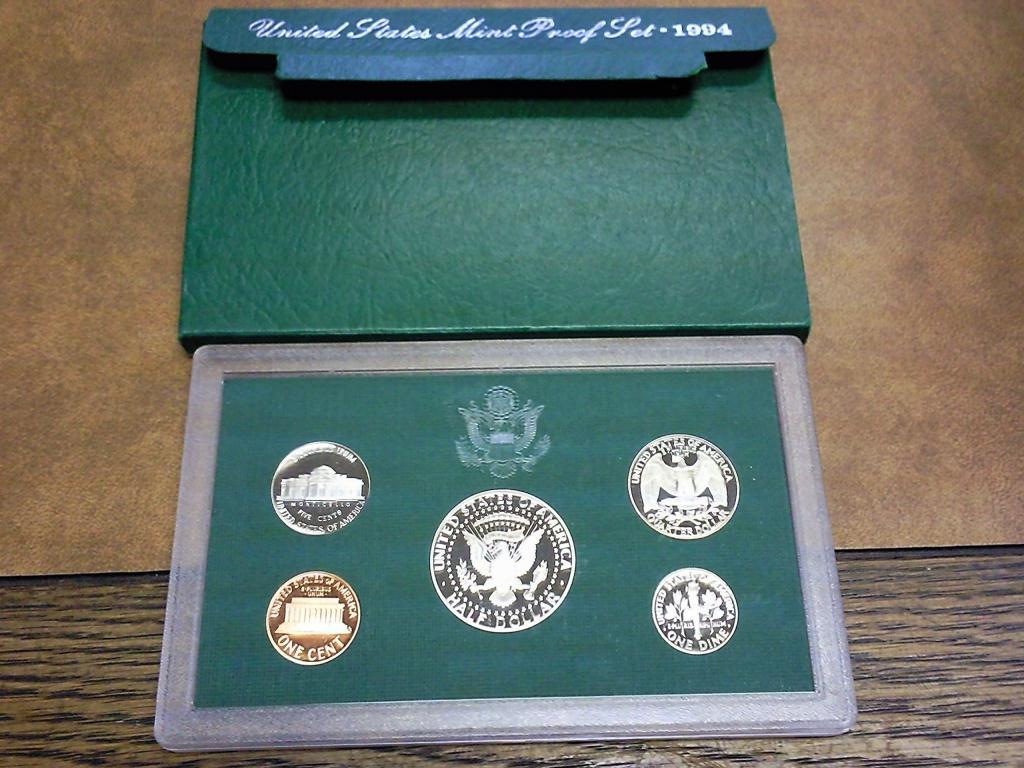 United States Mint Proof Set · 1994
MONTICELLO
FIVE CENTS
UNITED STATES OF AMERICA
UNITED STATES OF AMERICA
HALF DOLLAR
UNITED STATES OF AMERICA
QUARTER DOLLAR
UNITED STATES OF AMERICA
ONE CENT
UNITED STATES OF AMERICA
ONE DIME